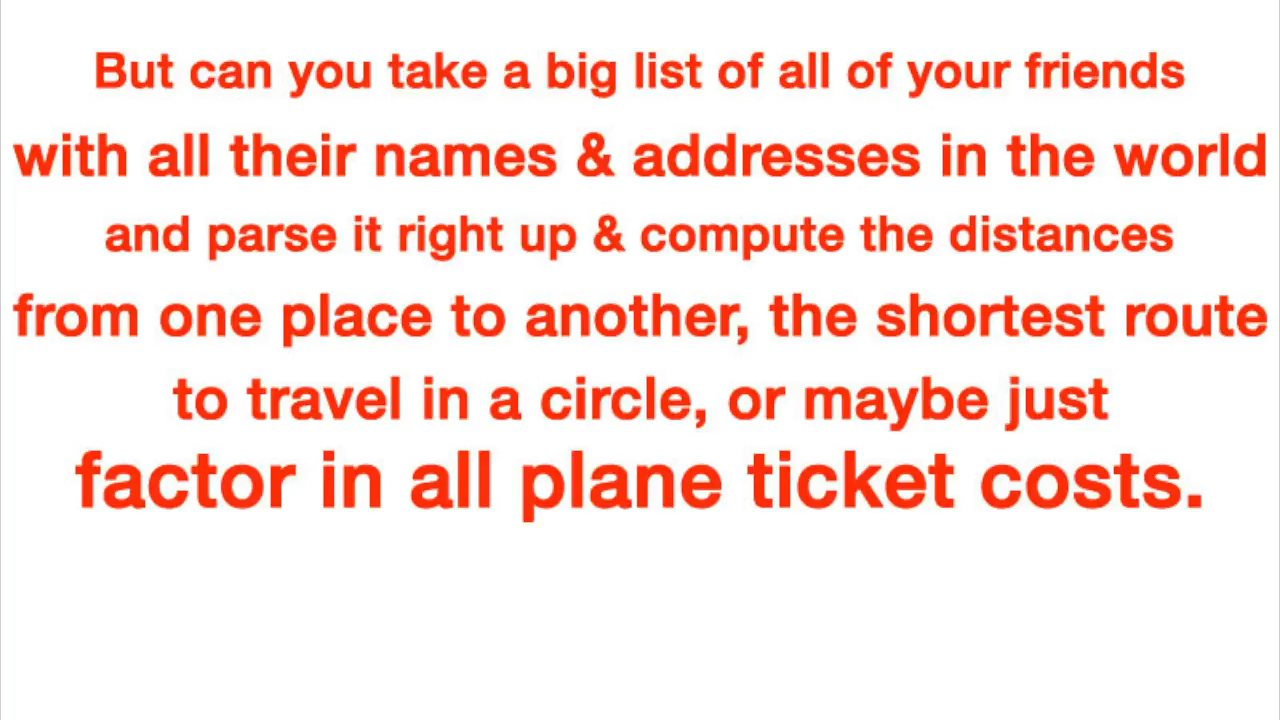 But can you take a big list of all of your friends
with all their names & addresses in the world
and parse it right up & compute the distances
from one place to another, the shortest route
to travel in a circle, or maybe just
factor in all plane ticket costs.